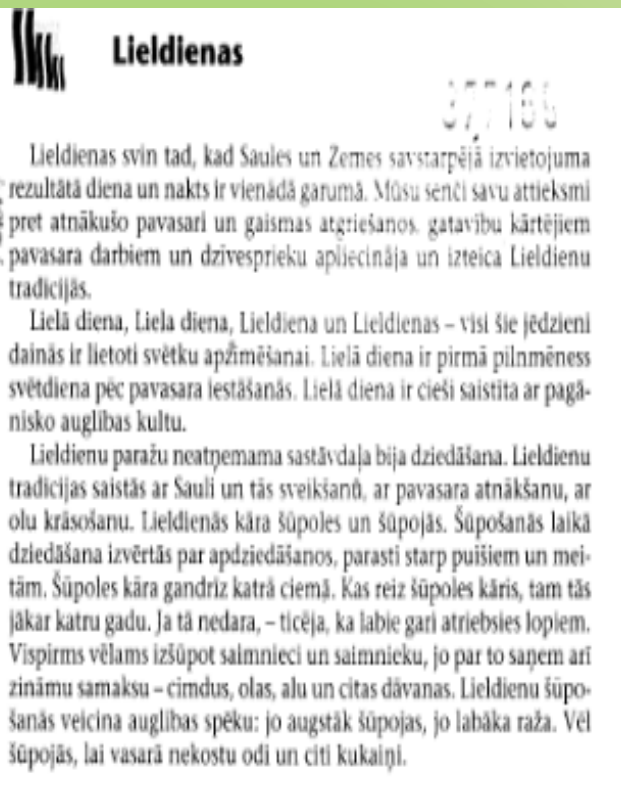 Lieldienas
Lieldienas svin tad, kad Saules un Zemes savstarpējā izvietojuma
rezultātā diena un nakts ir vienādā garumā. Mūsu senči savu attieksmi
pret atnākušo pavasari un gaismas atgriešanos, gatavību kārtējiem
pavasara darbiem un dzīvesprieku apliecināja un izteica Lieldienu
tradīcijās.
Lielā diena, Liela diena, Lieldiena un Lieldienas – visi šie jēdzieni
dainās ir lietoti svētku apzīmēšanai. Lielā diena ir pirmā pilnmēness
svētdiena pēc pavasara iestāšanās. Lielā diena ir cieši saistīta ar pagā-
nisko auglības kultu.
Lieldienu paražu neatņemama sastāvdaļa bija dziedāšana. Lieldienu
tradīcijas saistās ar Sauli un tās sveikšanu, ar pavasara atnākšanu, ar
olu krāsošanu. Lieldienās kāra šūpoles un šūpojās. Šūpošanās laikā
dziedāšana izvērtās par apdziedāšanos, parasti starp puišiem un mei-
tām. Šūpoles kāra gandrīz katrā ciemā. Kas reiz šūpoles kāris, tam tās
jākar katru gadu. Ja tā nedara, – ticēja, ka labie gari atriebsies lopiem.
Vispirms vēlams izšūpot saimnieci un saimnieku, jo par to saņem arī
zināmu samaksu – cimdus, olas, alu un citas dāvanas. Lieldienu šūpo-
šanās veicina auglības spēku: jo augstāk šūpojas, jo labāka raža. Vēl
šūpojās, lai vasarā nekostu odi un citi kukaiņi.